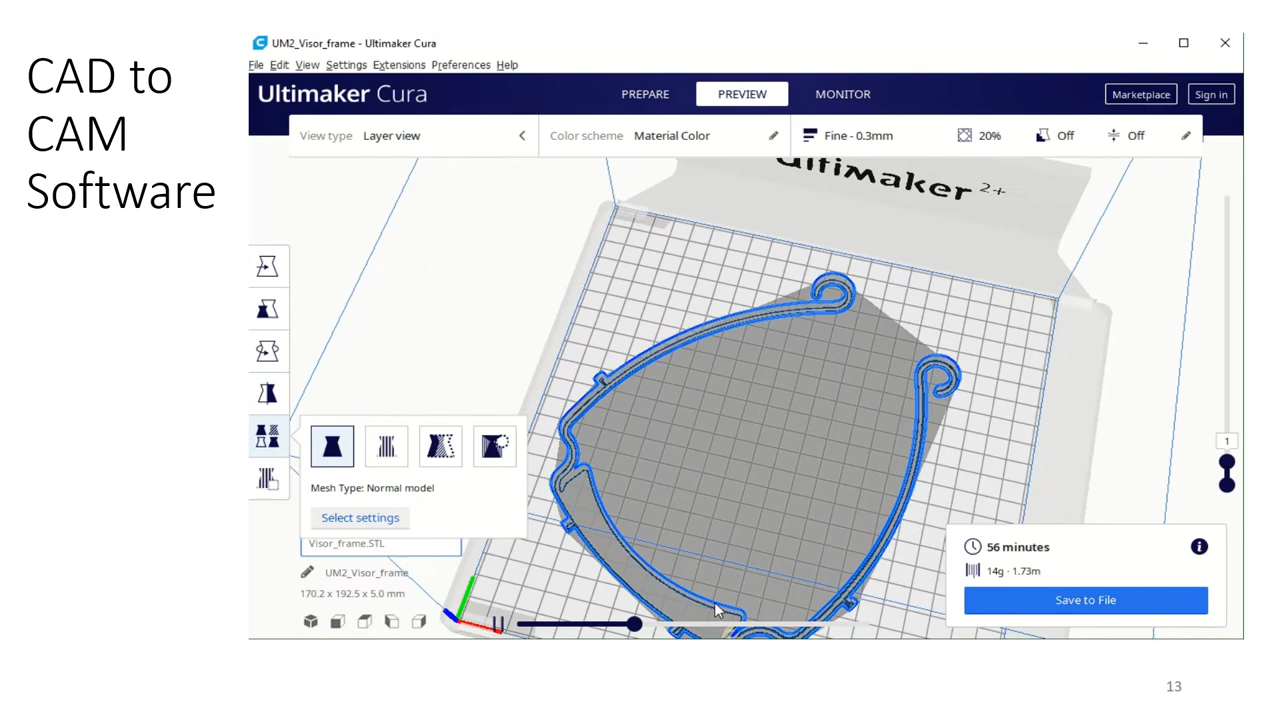 CAD to
CAM
Software
UM2_Visor_frame - Ultimaker Cura
File Edit View Settings Extensions Preferences Help
Ultimaker Cura
PREPARE
PREVIEW
MONITOR
Marketplace
Sign in
View type Layer view
Color scheme Material Color
Fine - 0.3mm
20%
Off
Off
ultimaker 2+
Mesh Type: Normal model
Select settings
Visor_frame.STL
UM2_Visor_frame
170.2 x 192.5 x 5.0 mm
1
56 minutes
14g · 1.73m
Save to File
13